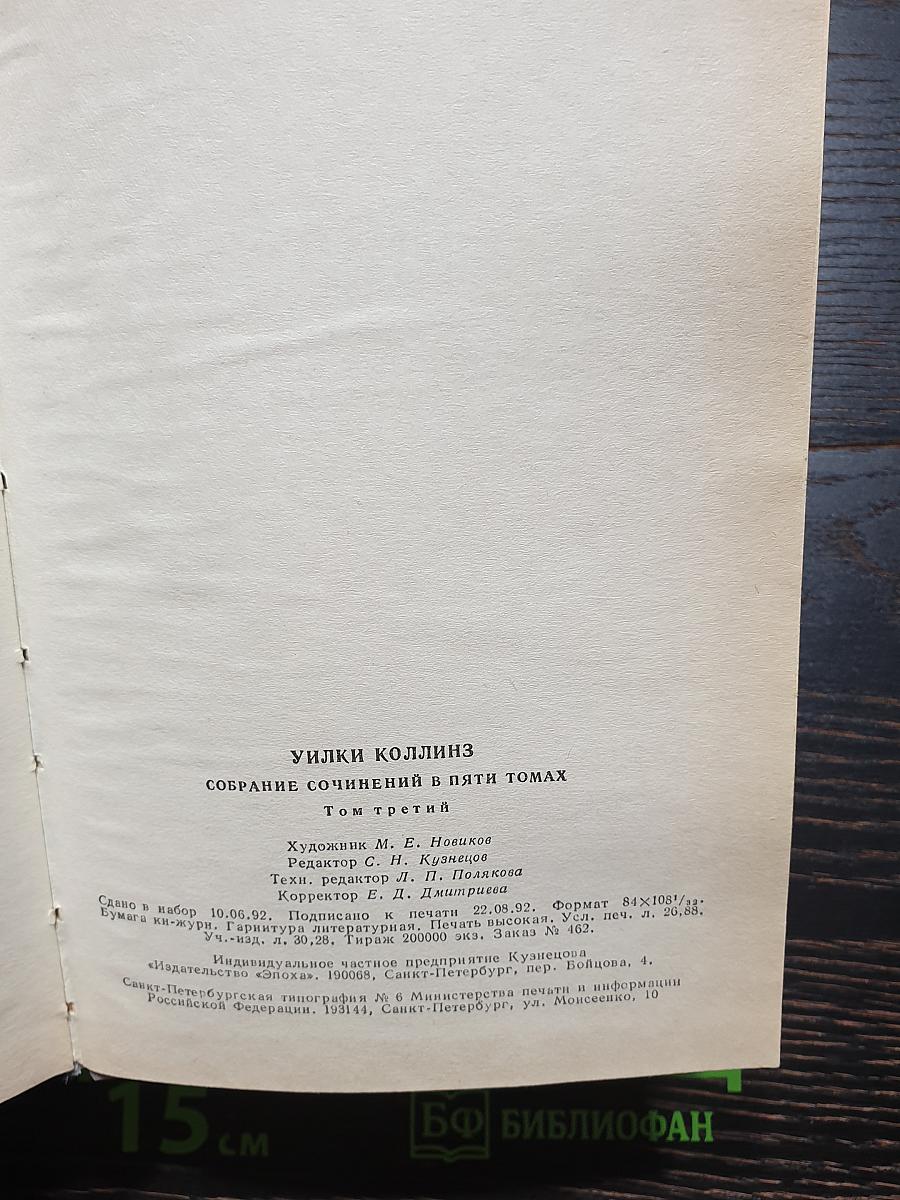 УИЛКИ КОЛЛИНЗ
СОБРАНИЕ СОЧИНЕНИЙ В ПЯТИ ТОМАХ
Том третий
Художник М. Е. Новиков
Редактор С. Н. Кузнецов
Техн. редактор Л. П. Полякова
Корректор Е. Д. Дмитриева
Сдано в набор 10.06.92. Подписано к печати 22.08.92. Формат 84×108¹/₃₂.
Бумага кн-журн. Гарнитура литературная. Печать высокая. Усл. печ. л. 26,88.
Уч.-изд. л. 30,28. Тираж 200000 экз. Заказ № 462.
Индивидуальное частное предприятие Кузнецова
«Издательство «Эпоха». 190068, Санкт-Петербург, пер. Бойцова, 4.
Санкт-Петербургская типография № 6 Министерства печати и информации
Российской Федерации. 193144, Санкт-Петербург, ул. Моисеенко, 10
15 см
БФ БИБЛИОФАН